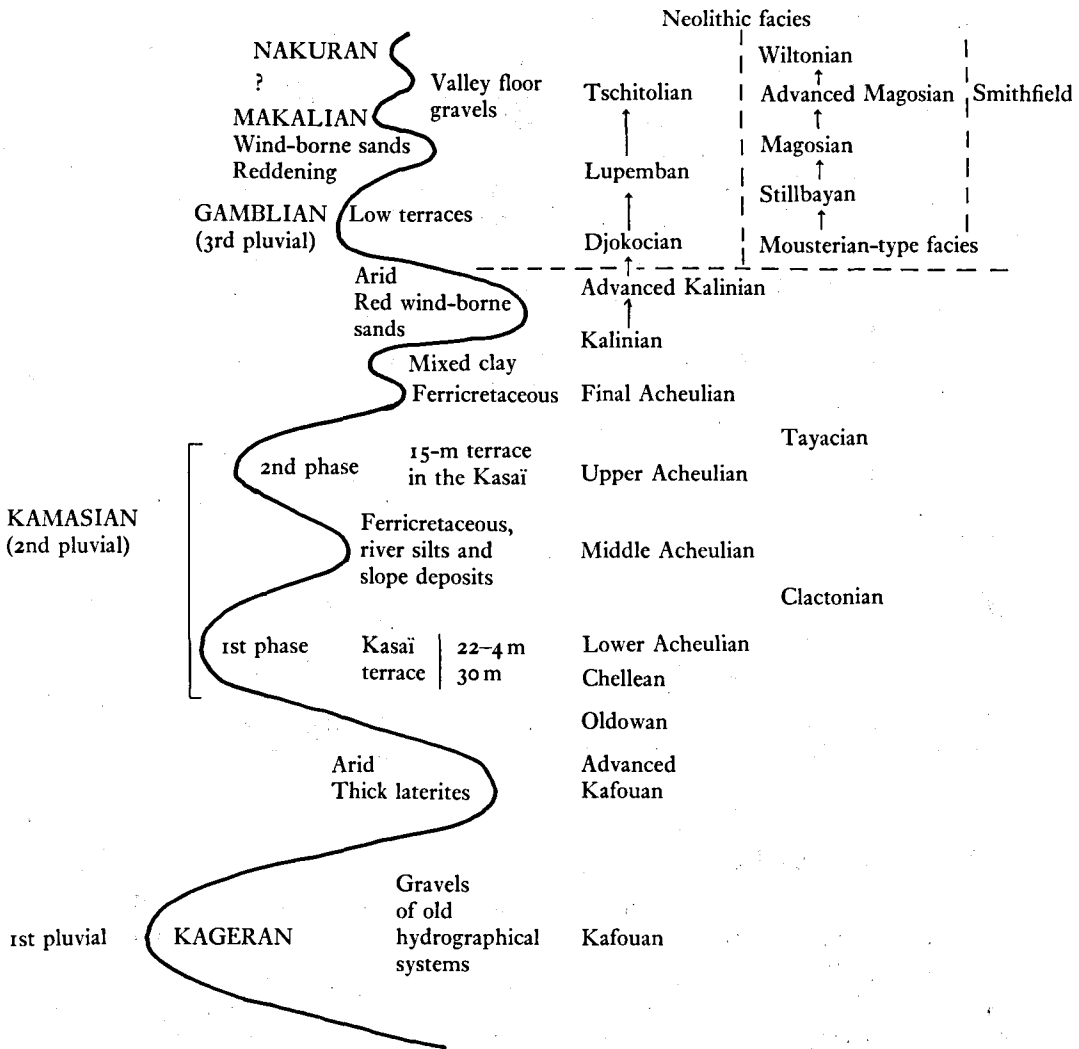 Neolithic facies
NAKURAN
?
MAKALIAN
Wind-borne sands
Reddening
Valley floor
gravels
GAMBLIAN
(3rd pluvial)
Low terraces
Tschitolian
Lupemban
Djokocian
Wiltonian
Advanced Magosian
Magosian
Stillbayan
Mousterian-type facies
Smithfield
Arid
Red wind-borne
sands
Advanced Kalinian
Kalinian
Mixed clay
Ferricretaceous
Final Acheulian
Tayacian
KAMASIAN
(2nd pluvial)
2nd phase
15-m terrace
in the Kasaï
Upper Acheulian
Ferricretaceous,
river silts and
slope deposits
Middle Acheulian
Clactonian
1st phase
Kasaï
terrace
22–4 m
30 m
Lower Acheulian
Chellean
Oldowan
Arid
Thick laterites
Advanced
Kafouan
1st pluvial
KAGERAN
Gravels
of old
hydrographical
systems
Kafouan